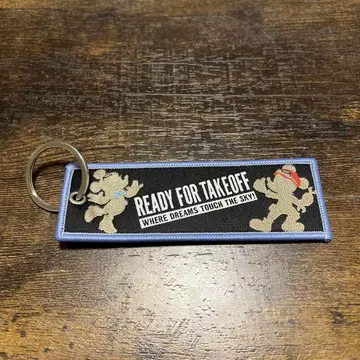 READY FOR TAKEOFF
WHERE DREAMS TOUCH THE SKY!